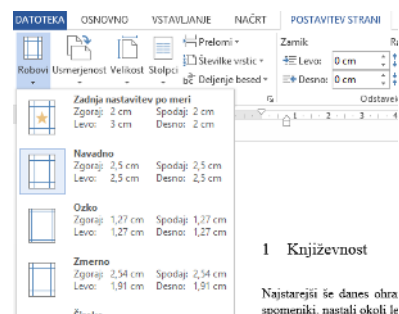 DATOTEKA OSNOVNO VSTAVLJANJE NAČRT POSTAVITEV STRANI
Robovi Usmerjenost Velikost Stolpci
Prelomi
Številke vrstic
Deljenje besed
Zamik
Levo: 0 cm
Desno: 0 cm
Odstavek
Zadnja nastavitev po meri
Zgoraj: 2 cm Spodaj: 2 cm
Levo: 3 cm Desno: 2 cm
Navadno
Zgoraj: 2,5 cm Spodaj: 2,5 cm
Levo: 2,5 cm Desno: 2,5 cm
Ozko
Zgoraj: 1,27 cm Spodaj: 1,27 cm
Levo: 1,27 cm Desno: 1,27 cm
Zmerno
Zgoraj: 2,54 cm Spodaj: 2,54 cm
Levo: 1,91 cm Desno: 1,91 cm
1 2 3 4
1 Književnost
Najstarejši še danes ohra
spomeniki, nastali okoli le